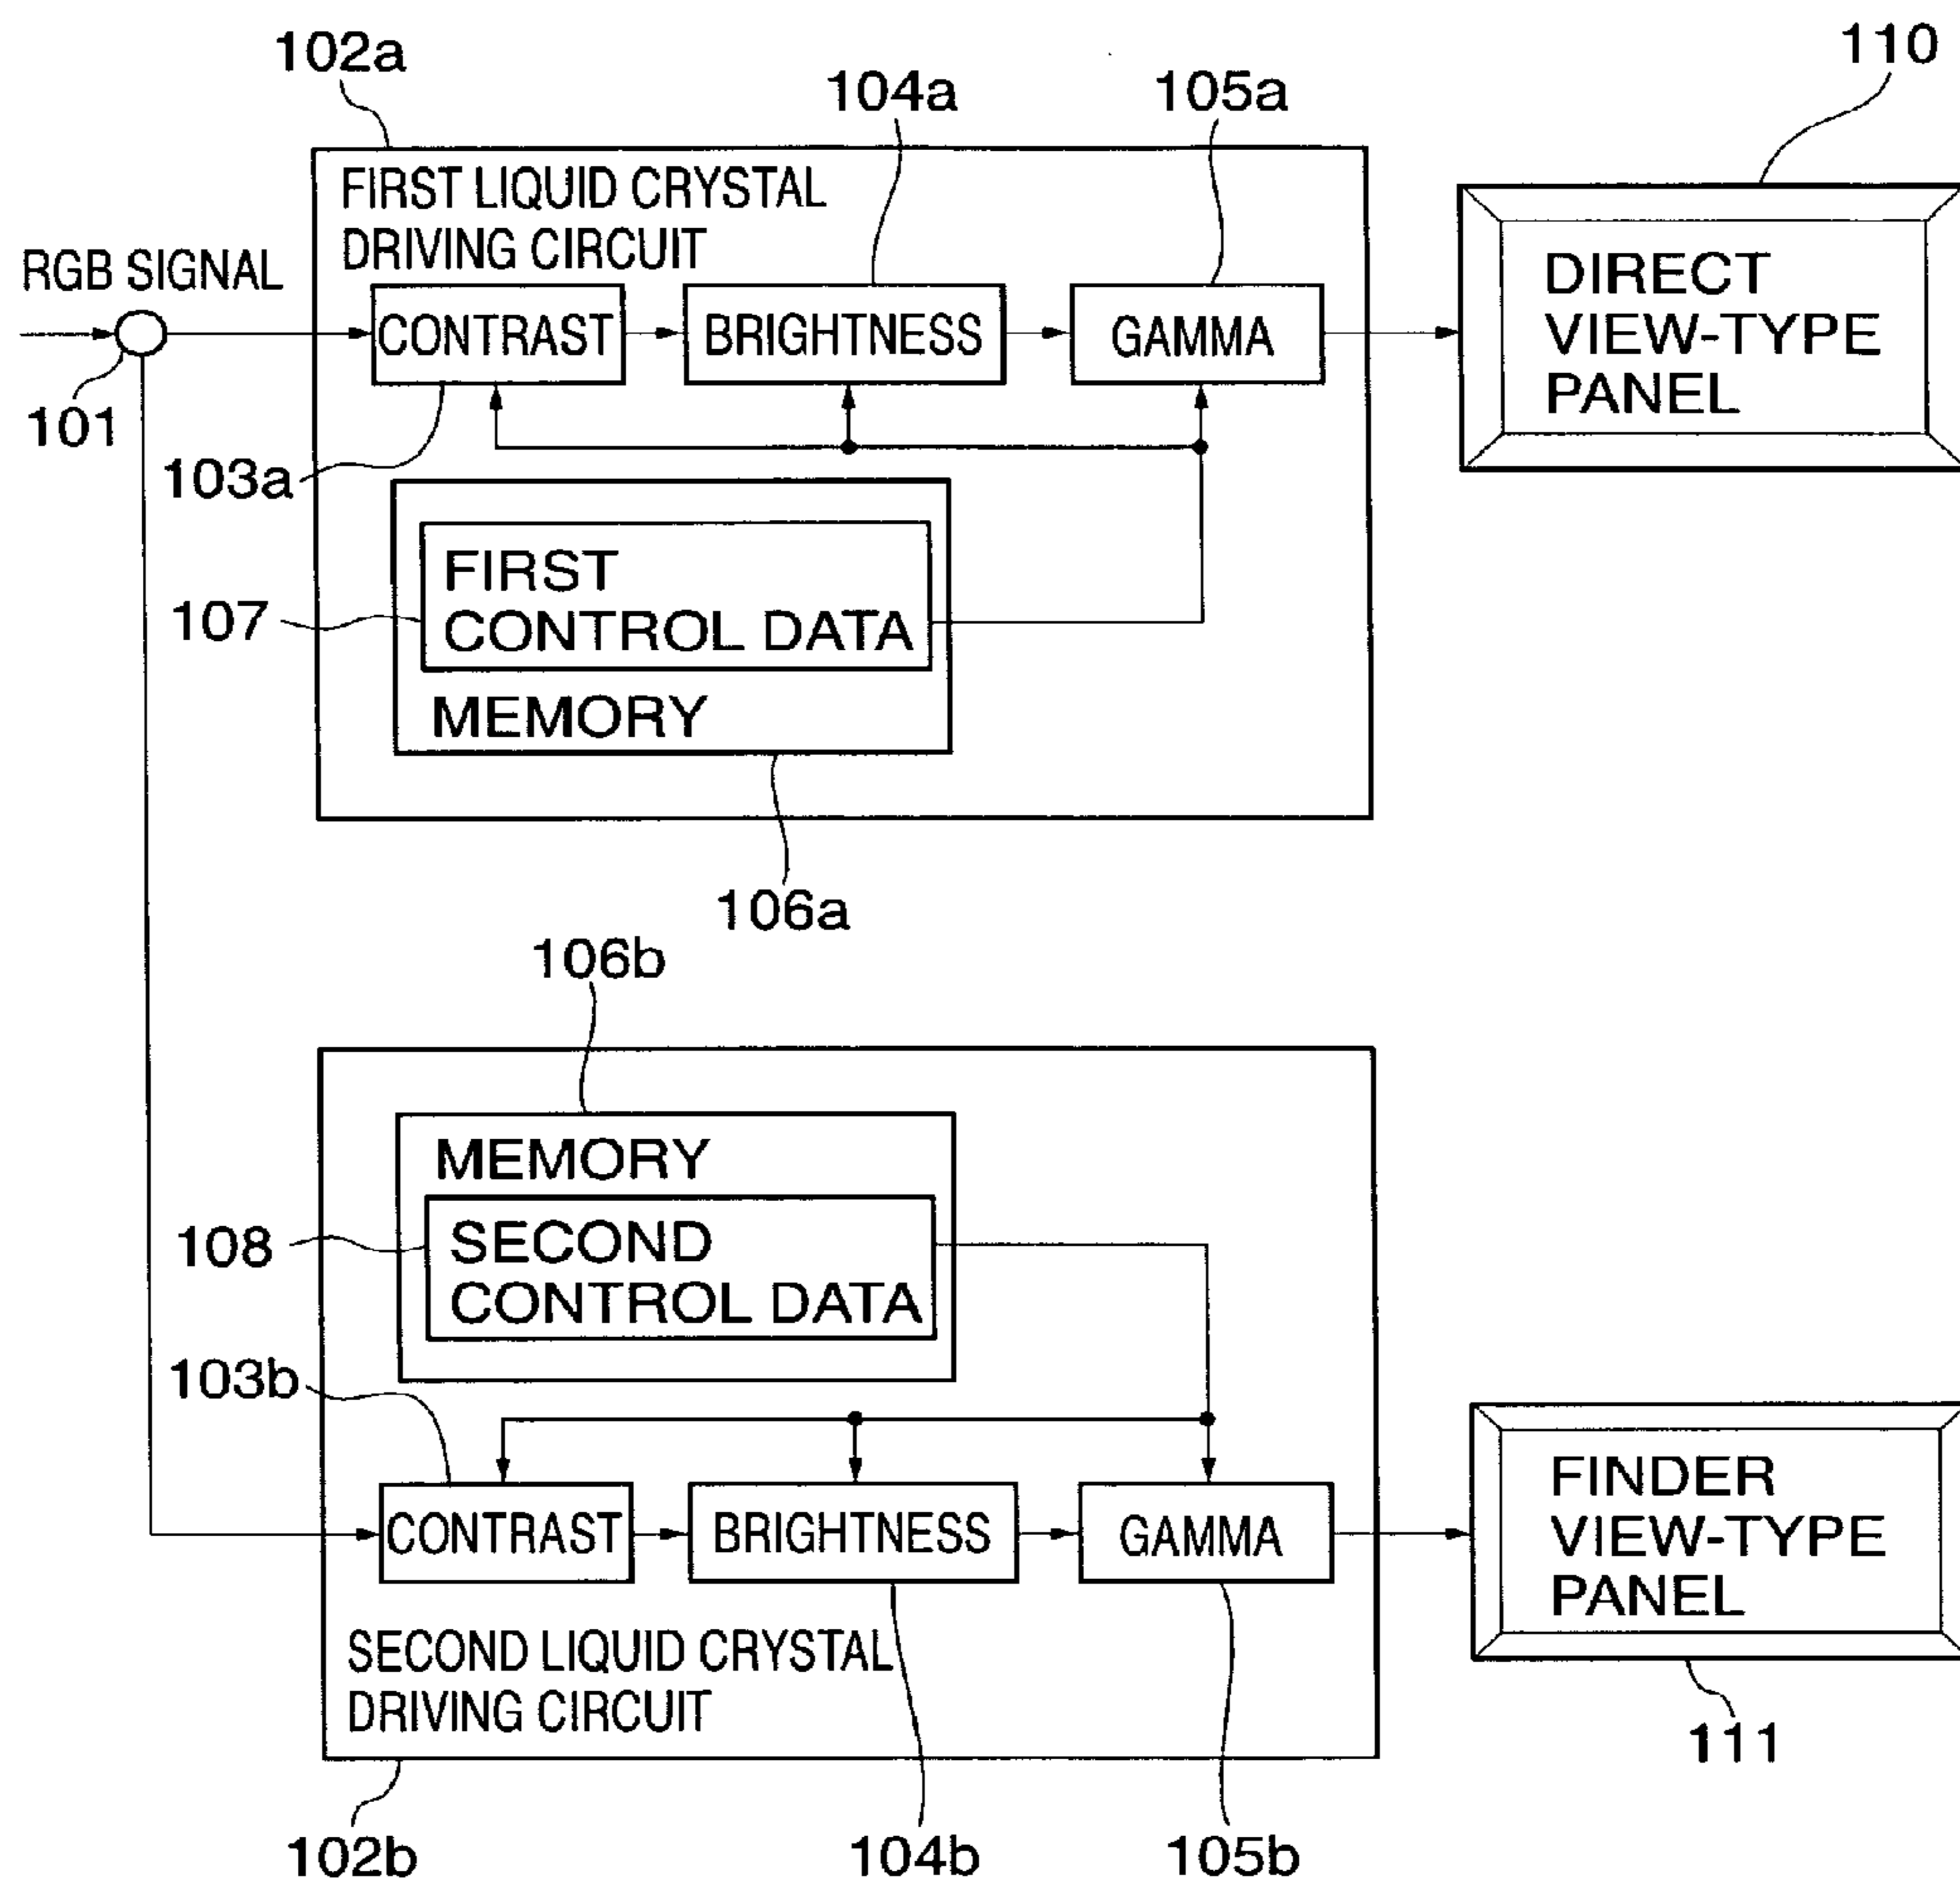 102a
104a
105a
110
FIRST LIQUID CRYSTAL
DRIVING CIRCUIT
RGB SIGNAL
CONTRAST
BRIGHTNESS
GAMMA
DIRECT
VIEW-TYPE
PANEL
101
103a
FIRST
CONTROL DATA
107
MEMORY
106a
106b
MEMORY
SECOND
CONTROL DATA
108
103b
CONTRAST
BRIGHTNESS
GAMMA
FINDER
VIEW-TYPE
PANEL
SECOND LIQUID CRYSTAL
DRIVING CIRCUIT
111
102b
104b
105b